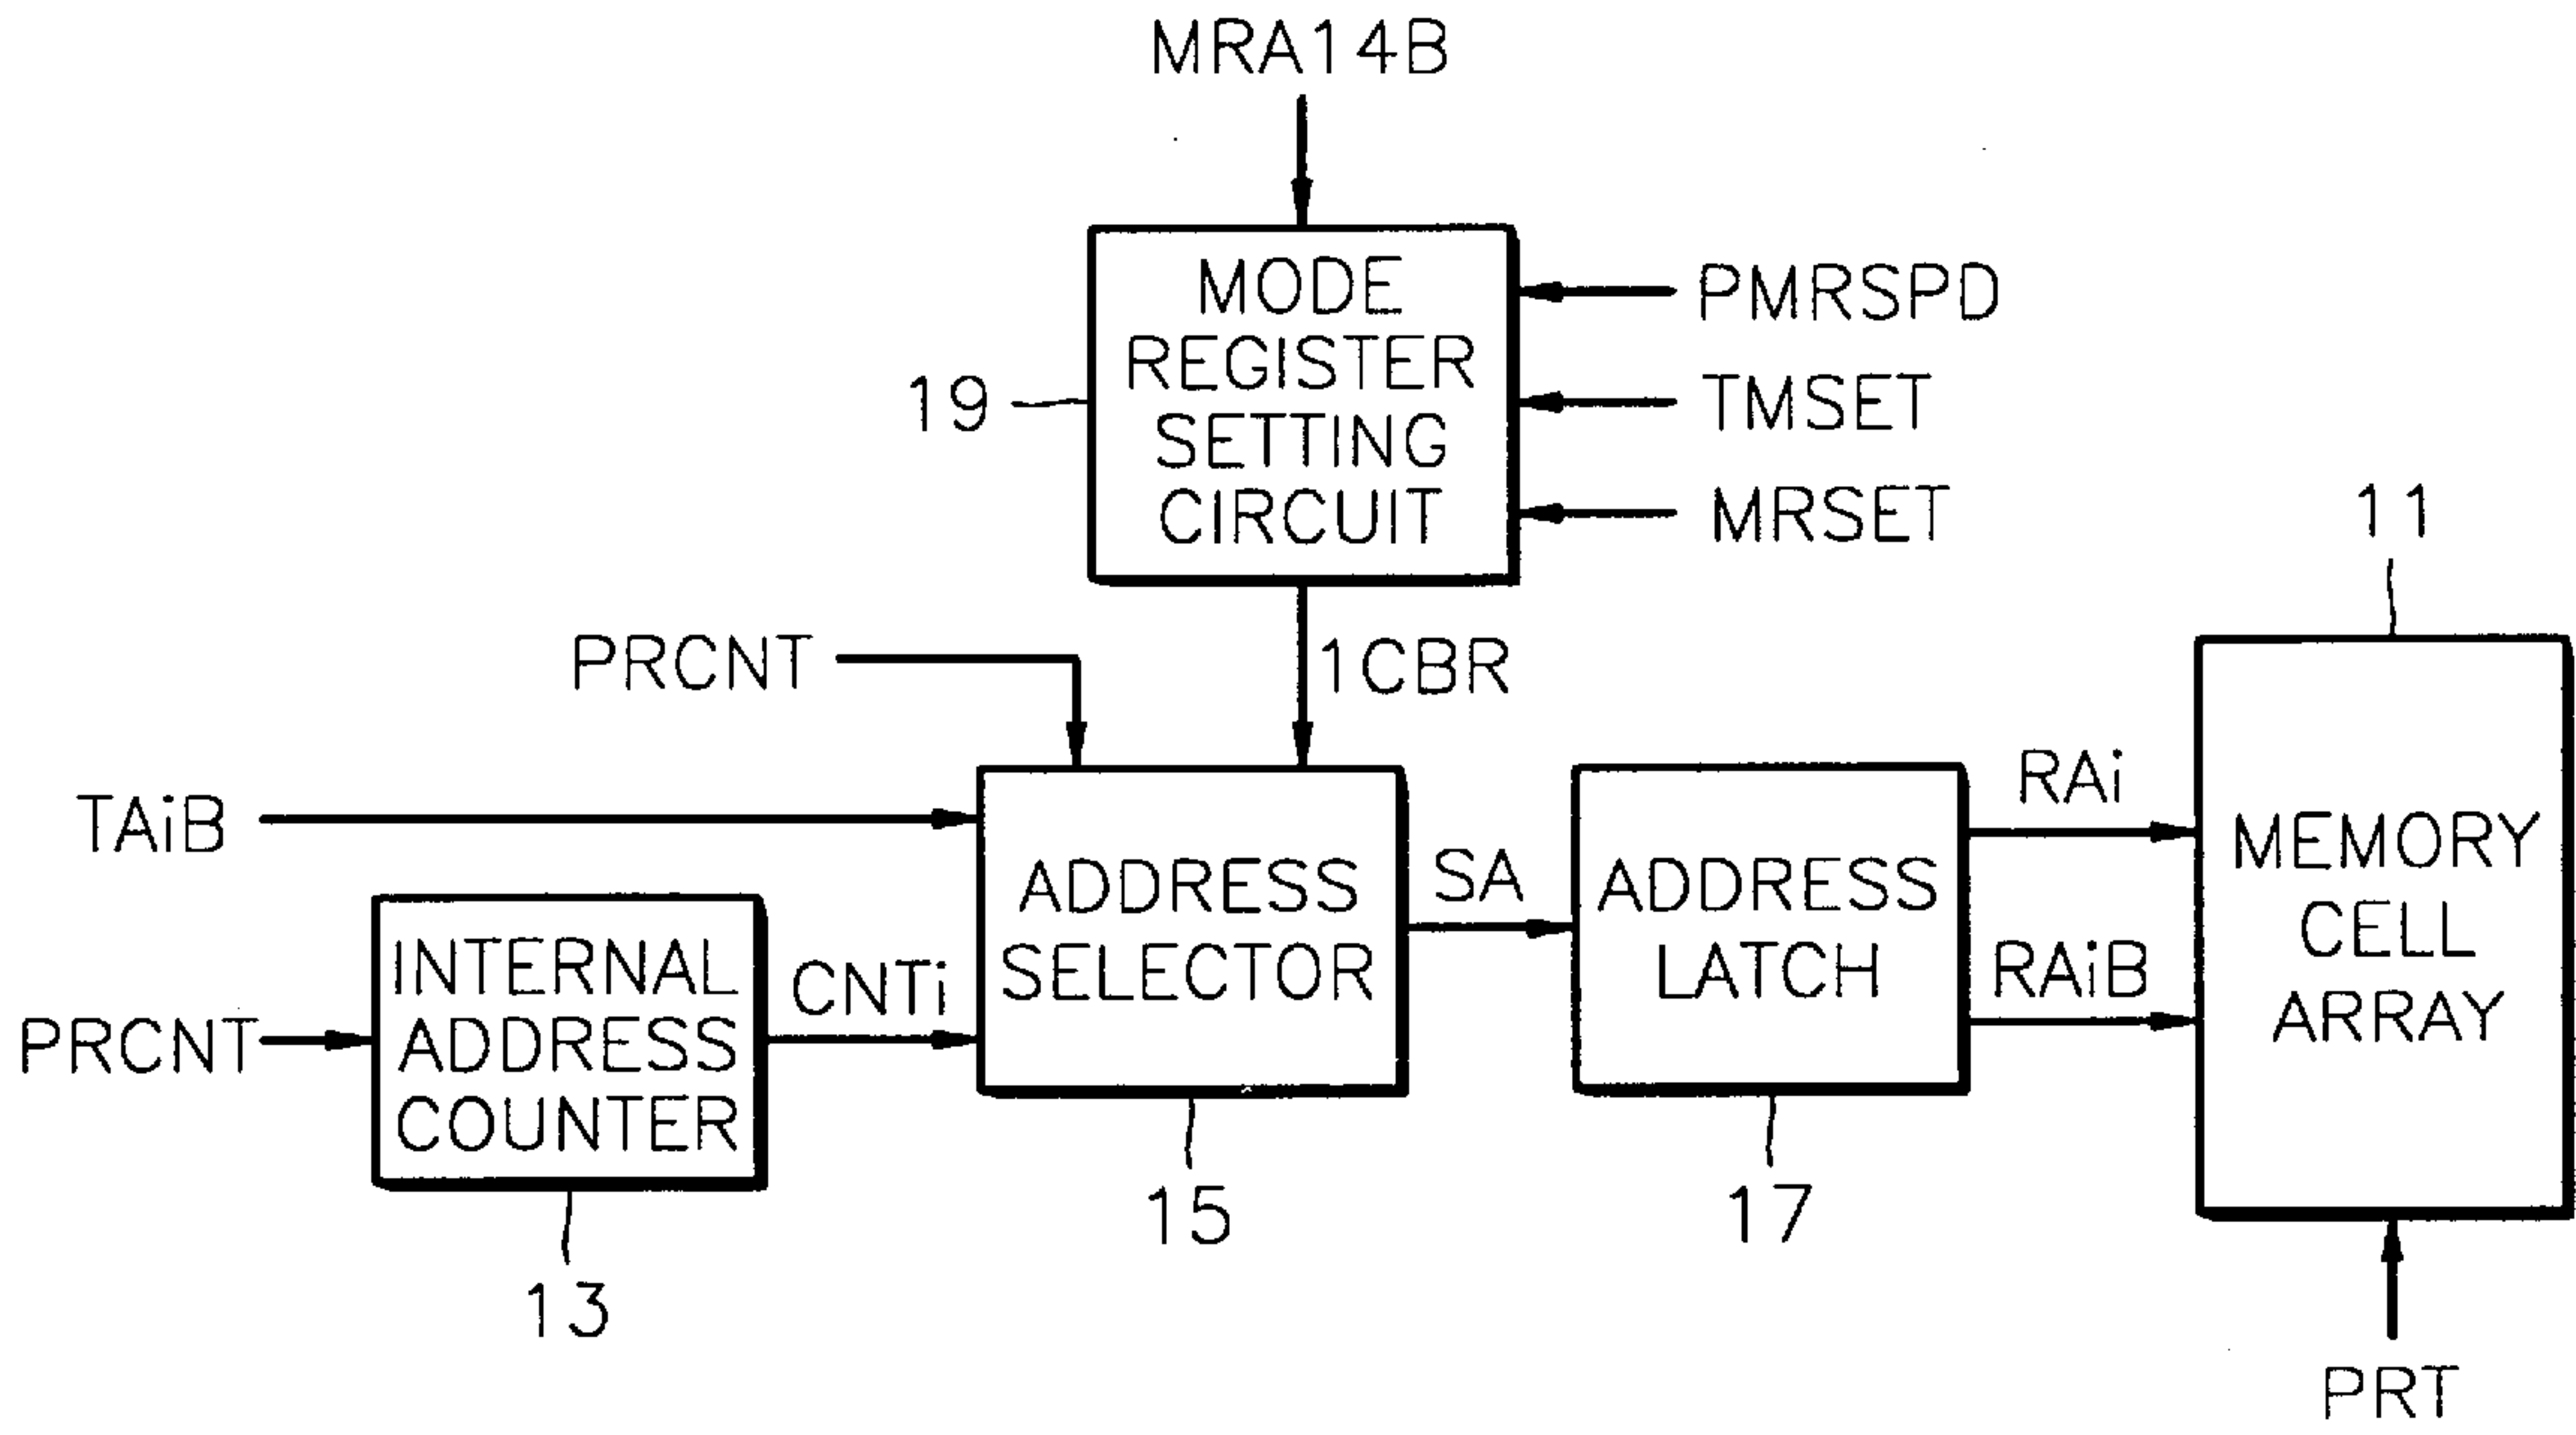 MRA14B
MODE
REGISTER
SETTING
CIRCUIT
19
PMRSPD
TMSET
MRSET
11
PRCNT
1CBR
TAiB
ADDRESS
SELECTOR
SA
ADDRESS
LATCH
RAi
RAiB
MEMORY
CELL
ARRAY
PRCNT
INTERNAL
ADDRESS
COUNTER
CNTi
15
17
13
PRT